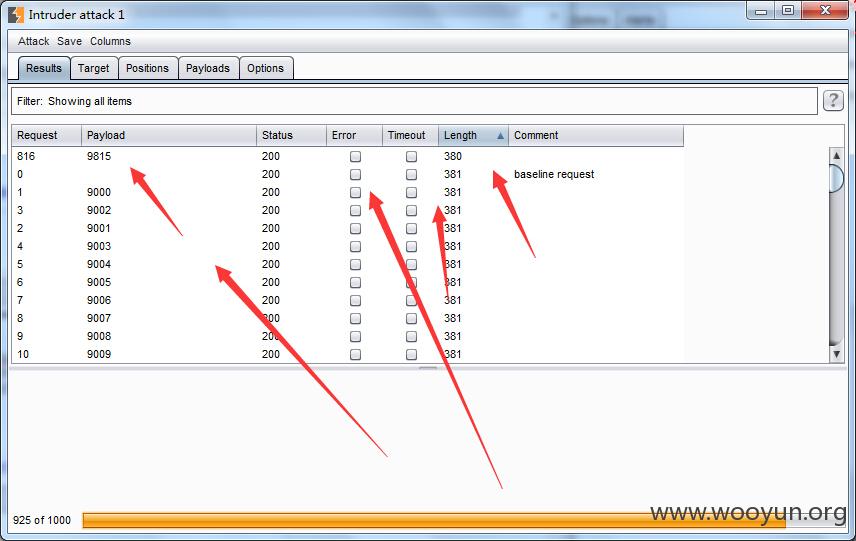 Intruder attack 1
Attack Save Columns
Results Target Positions Payloads Options
Filter: Showing all items ?
Request Payload Status Error Timeout Length Comment
816 9815 200 380
0 200 381 baseline request
1 9000 200 381
3 9002 200 381
2 9001 200 381
4 9003 200 381
5 9004 200 381
6 9005 200 381
7 9006 200 381
8 9007 200 381
9 9008 200 381
10 9009 200 381
925 of 1000
www.wooyun.org